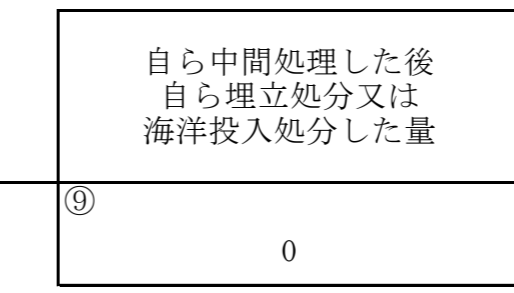 自ら中間処理した後
自ら埋立処分又は
海洋投入処分した量
⑨
0